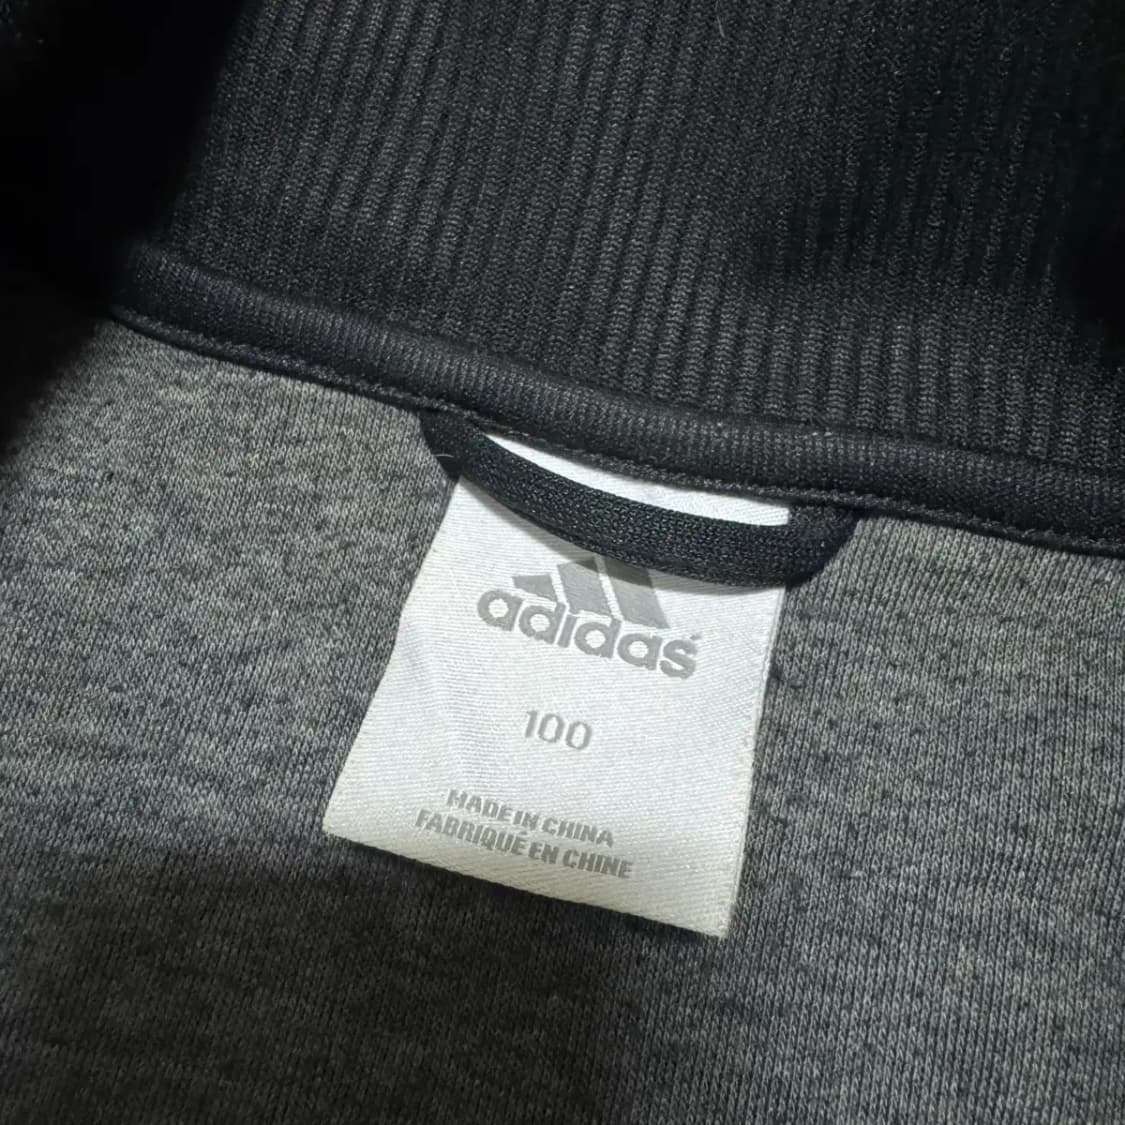 adidas
100
MADE IN CHINA
FABRIQUÉ EN CHINE